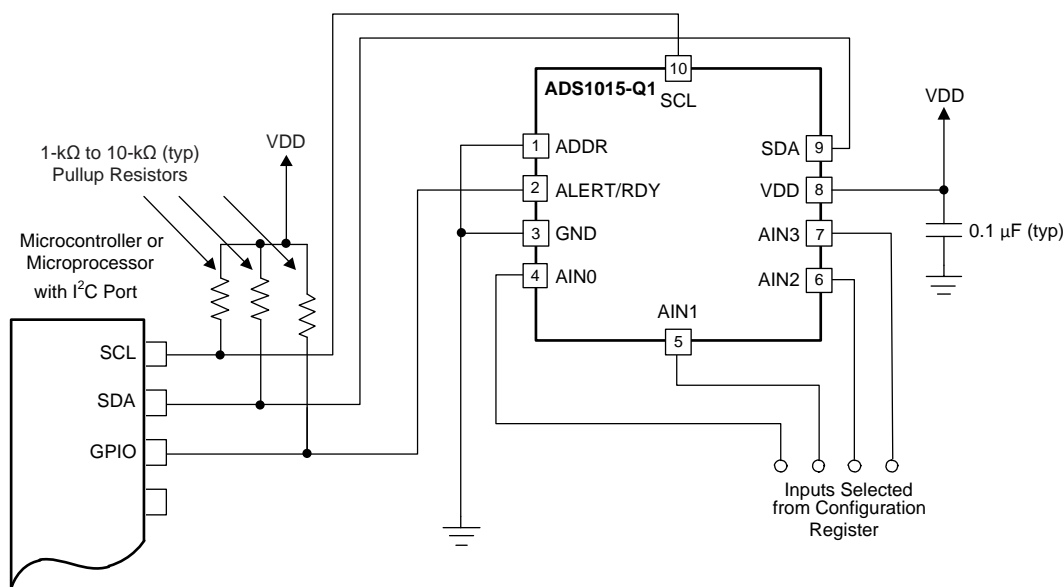 10
ADS1015-Q1
SCL
VDD
VDD
1-kΩ to 10-kΩ (typ)
Pullup Resistors
1
ADDR
SDA
9
2
ALERT/RDY
VDD
8
3
GND
AIN3
7
0.1 µF (typ)
4
AIN0
AIN2
6
Microcontroller or
Microprocessor
with I²C Port
AIN1
5
SCL
SDA
GPIO
Inputs Selected
from Configuration
Register